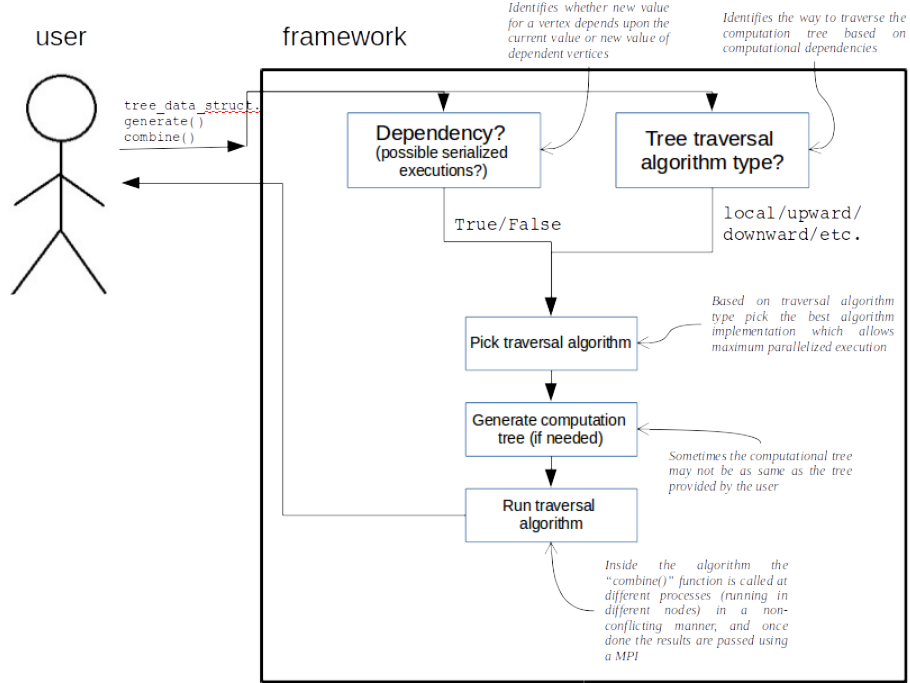 user
framework
Identifies whether new value
for a vertex depends upon the
current value or new value of
dependent vertices
Identifies the way to traverse the
computation tree based on
computational dependencies
tree_data_struct.
generate()
combine()
Dependency?
(possible serialized
executions?)
Tree traversal
algorithm type?
True/False
local/upward/
downward/etc.
Based on traversal algorithm
type pick the best algorithm
implementation which allows
maximum parallelized execution
Pick traversal algorithm
Generate computation
tree (if needed)
Sometimes the computational tree
may not be as same as the tree
provided by the user
Run traversal
algorithm
Inside the algorithm the
“combine()” function is called at
different processes (running in
different nodes) in a non-
conflicting manner, and once
done the results are passed using
a MPI